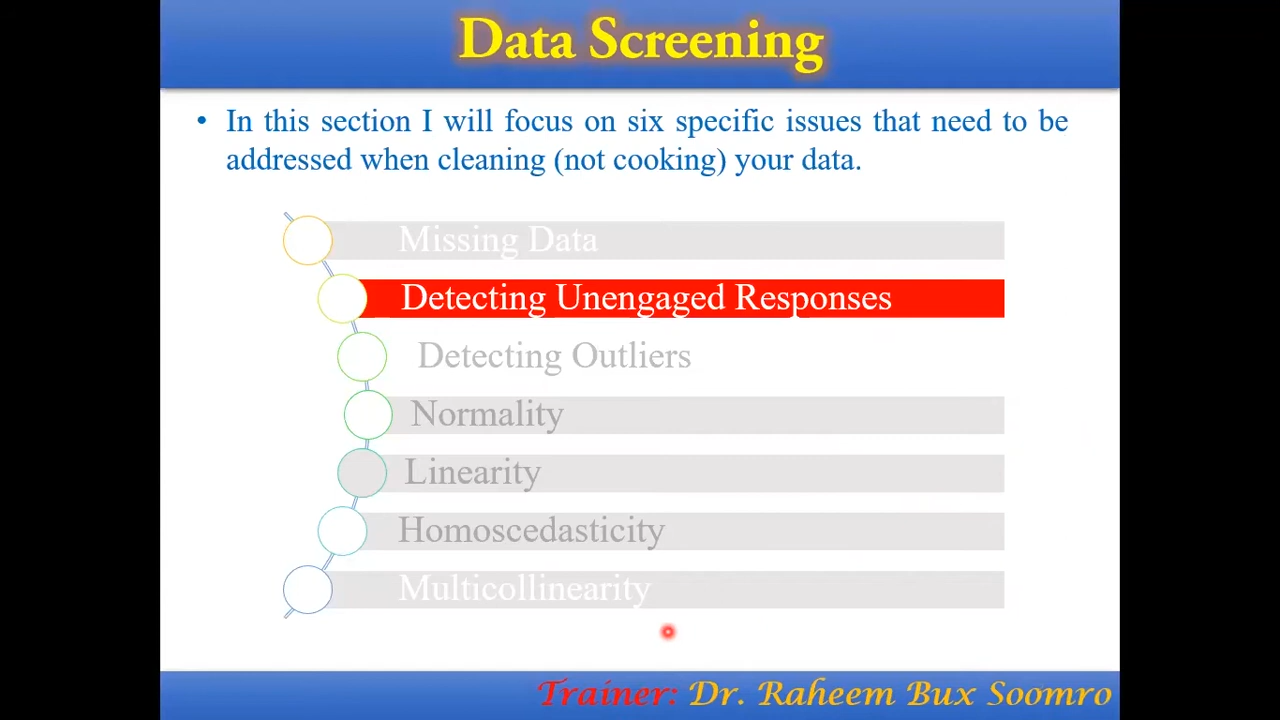 Data Screening
• In this section I will focus on six specific issues that need to be
addressed when cleaning (not cooking) your data.
Missing Data
Detecting Unengaged Responses
Detecting Outliers
Normality
Linearity
Homoscedasticity
Multicollinearity
Trainer: Dr. Raheem Bux Soomro